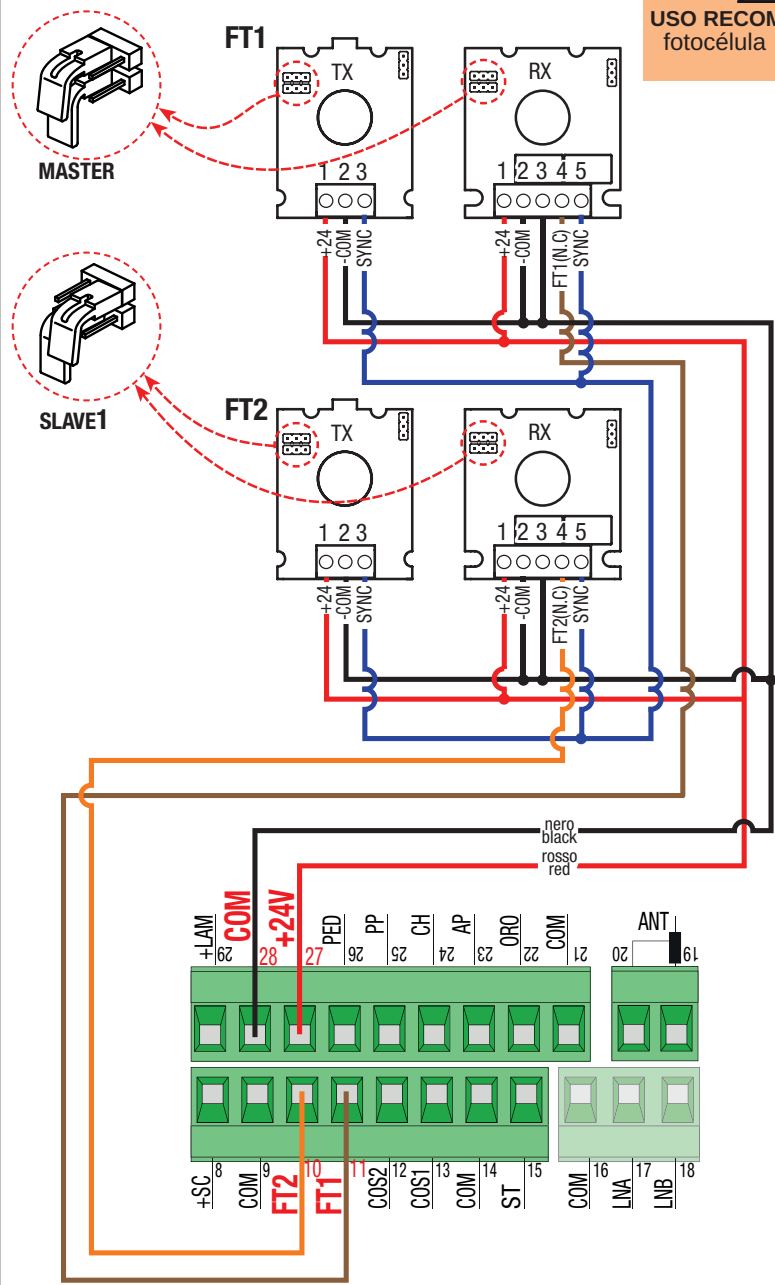 USO RECOM
fotocélula
FT1
TX
RX
MASTER
1 2 3
1 2 3 4 5
+24
-COM
SYNC
+24
-COM
FT1(N.C)
SYNC
SLAVE1
FT2
TX
RX
1 2 3
1 2 3 4 5
+24
-COM
SYNC
+24
-COM
FT2(N.C)
SYNC
nero
black
rosso
red
+LAM
COM
+24V
PED
PP
CH
AP
ORO
COM
ANT
29
28
27
26
25
24
23
22
21
20
19
8
9
10
11
12
13
14
15
16
17
18
+SC
COM
FT2
FT1
COS2
COS1
COM
ST
COM
LNA
LNB